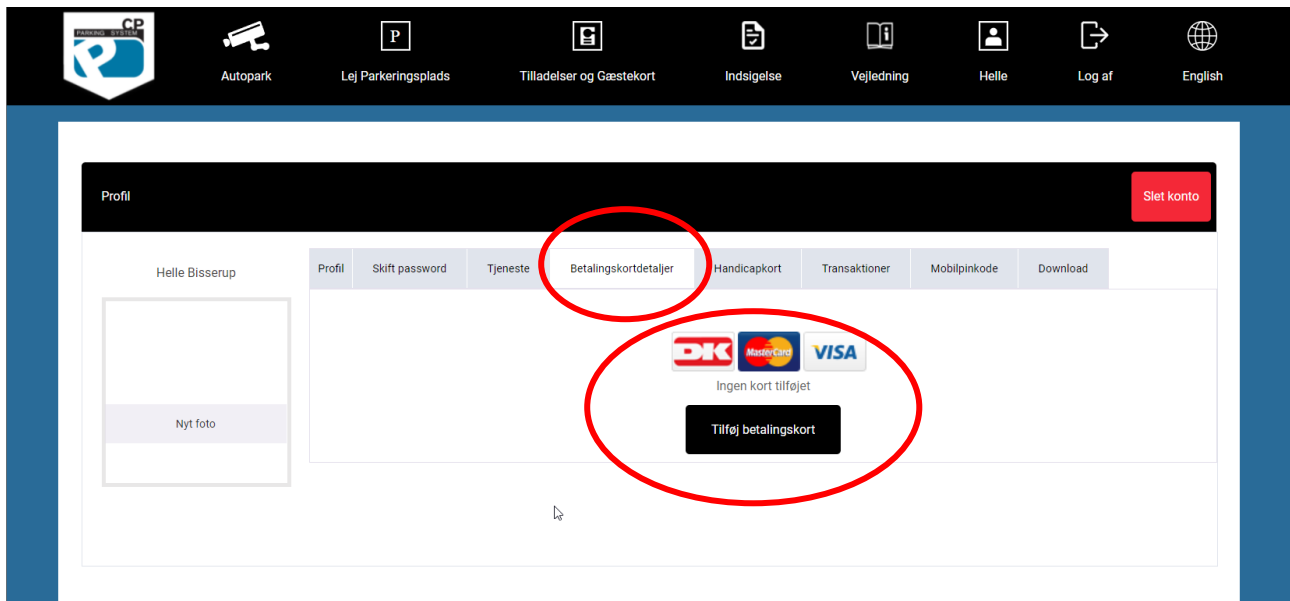 CP
PARKING SYSTEM
P
Autopark
Lej Parkeringsplads
Tilladelser og Gæstekort
Indsigelse
Vejledning
Helle
Log af
English
Profil
Slet konto
Helle Bisserup
Nyt foto
Profil
Skift password
Tjeneste
Betalingskortdetaljer
Handicapkort
Transaktioner
Mobilpinkode
Download
DK
MasterCard
VISA
Ingen kort tilføjet
Tilføj betalingskort